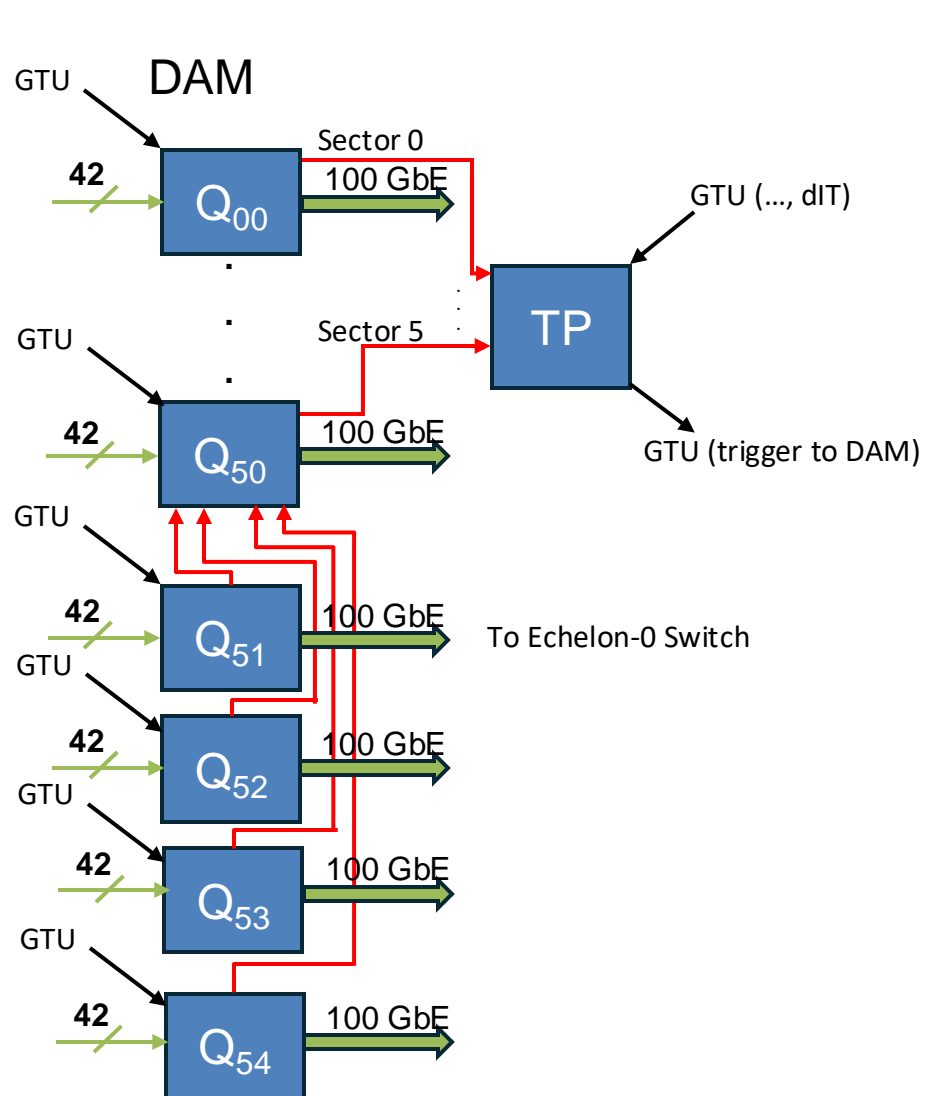 DAM
GTU
Sector 0
42
100 GbE
Q00
GTU (…, dIT)
TP
GTU
Sector 5
42
100 GbE
Q50
GTU (trigger to DAM)
GTU
42
100 GbE
Q51
To Echelon-0 Switch
GTU
42
100 GbE
Q52
GTU
42
100 GbE
Q53
GTU
42
100 GbE
Q54